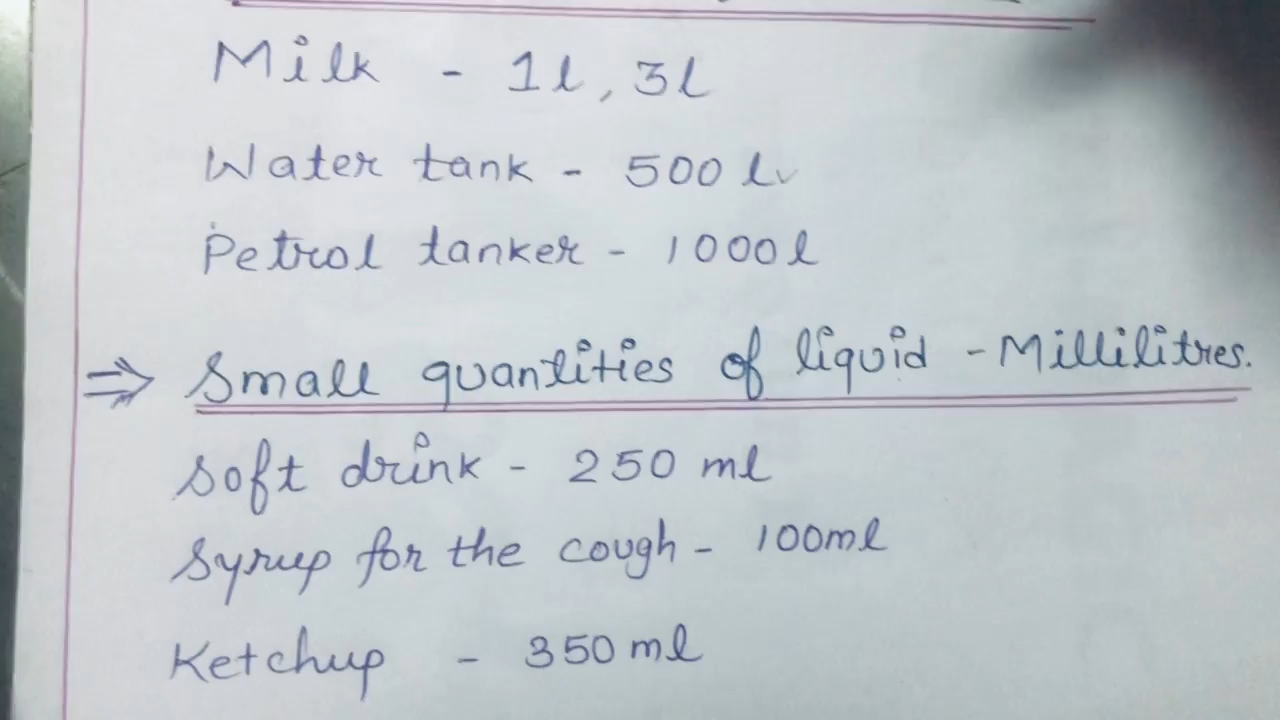 Milk - 1l, 3l
Water tank - 500 l
Petrol tanker - 1000 l
⇒ Small quantities of liquid - Millilitres.
Soft drink - 250 ml
Syrup for the cough - 100ml
Ketchup - 350 ml